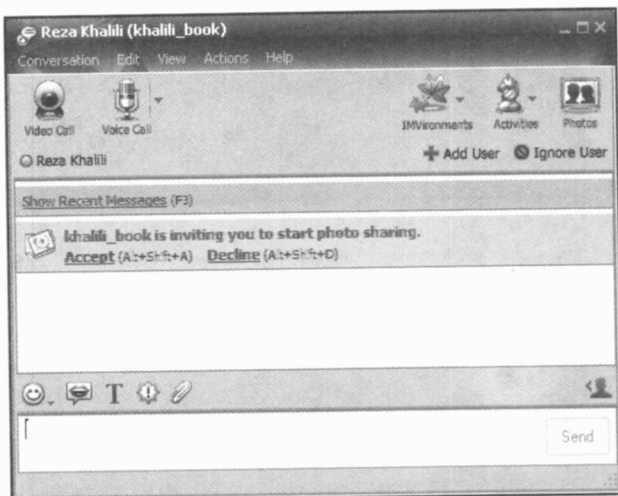 Reza Khalili (khalili_book)
Conversation Edit View Actions Help
Video Call Voice Call IMVironments Activities Photos
Reza Khalili Add User Ignore User
Show Recent Messages (F3)
khalili_book is inviting you to start photo sharing.
Accept (Alt+Shift+A) Decline (Alt+Shift+D)
T
Send